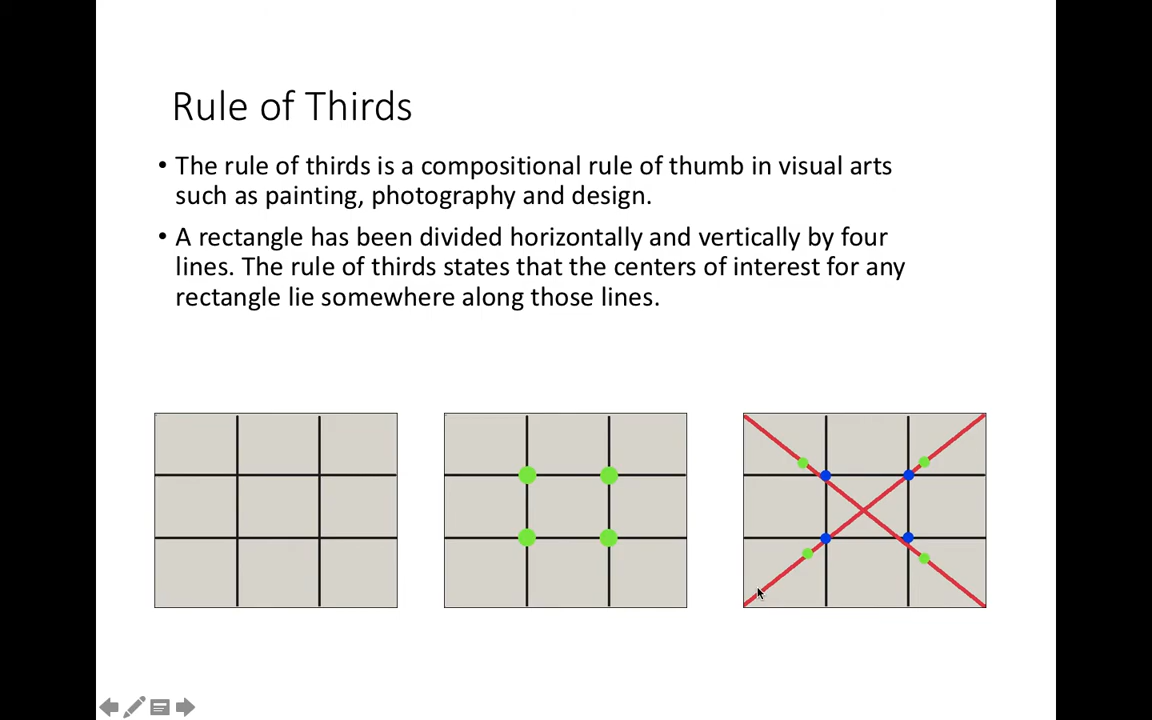 Rule of Thirds
• The rule of thirds is a compositional rule of thumb in visual arts
such as painting, photography and design.
• A rectangle has been divided horizontally and vertically by four
lines. The rule of thirds states that the centers of interest for any
rectangle lie somewhere along those lines.